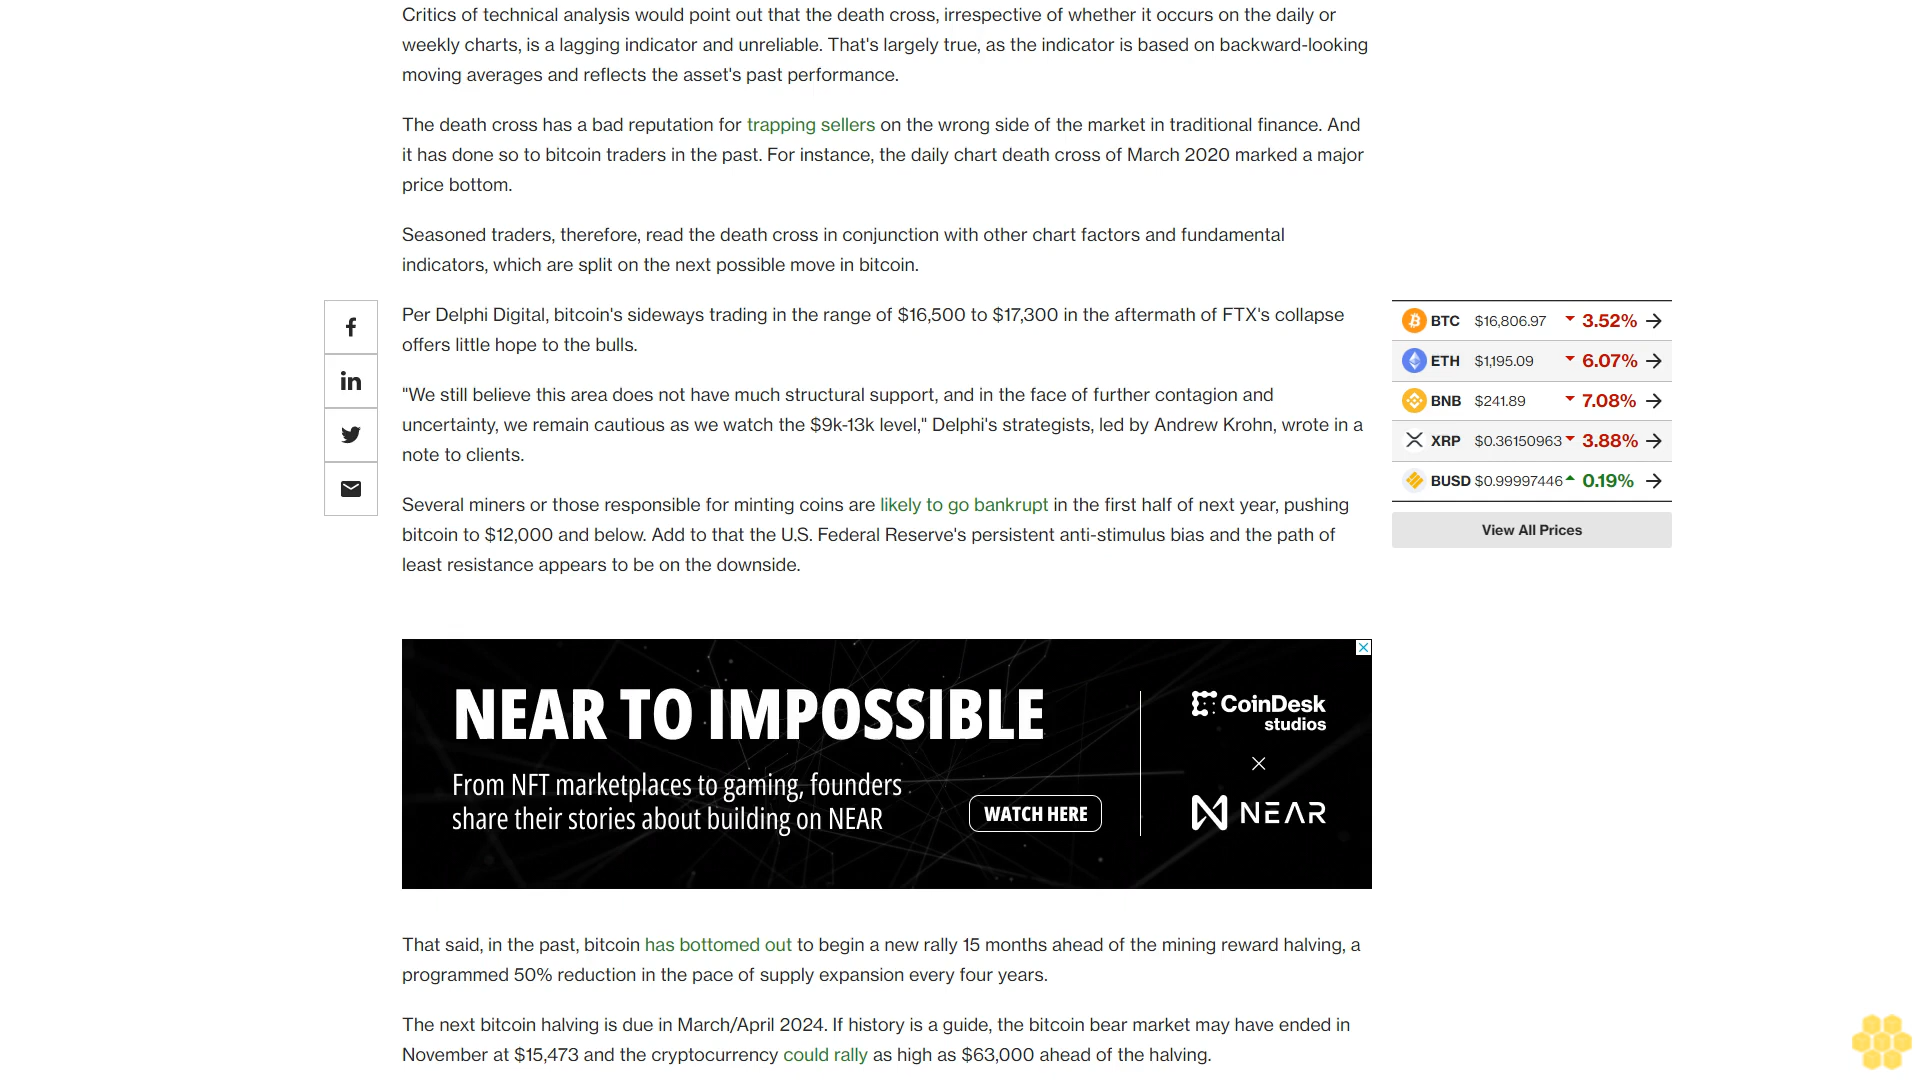 Critics of technical analysis would point out that the death cross, irrespective of whether it occurs on the daily or
weekly charts, is a lagging indicator and unreliable. That's largely true, as the indicator is based on backward-looking
moving averages and reflects the asset's past performance.
The death cross has a bad reputation for trapping sellers on the wrong side of the market in traditional finance. And
it has done so to bitcoin traders in the past. For instance, the daily chart death cross of March 2020 marked a major
price bottom.
Seasoned traders, therefore, read the death cross in conjunction with other chart factors and fundamental
indicators, which are split on the next possible move in bitcoin.
Per Delphi Digital, bitcoin's sideways trading in the range of $16,500 to $17,300 in the aftermath of FTX's collapse
offers little hope to the bulls.
"We still believe this area does not have much structural support, and in the face of further contagion and
uncertainty, we remain cautious as we watch the $9k-13k level," Delphi's strategists, led by Andrew Krohn, wrote in a
note to clients.
Several miners or those responsible for minting coins are likely to go bankrupt in the first half of next year, pushing
bitcoin to $12,000 and below. Add to that the U.S. Federal Reserve's persistent anti-stimulus bias and the path of
least resistance appears to be on the downside.
BTC $16,806.97 3.52%
ETH $1,195.09 6.07%
BNB $241.89 7.08%
XRP $0.36150963 3.88%
BUSD $0.99997446 0.19%
View All Prices
NEAR TO IMPOSSIBLE
From NFT marketplaces to gaming, founders
share their stories about building on NEAR
WATCH HERE
CoinDesk
studios
NEAR
That said, in the past, bitcoin has bottomed out to begin a new rally 15 months ahead of the mining reward halving, a
programmed 50% reduction in the pace of supply expansion every four years.
The next bitcoin halving is due in March/April 2024. If history is a guide, the bitcoin bear market may have ended in
November at $15,473 and the cryptocurrency could rally as high as $63,000 ahead of the halving.